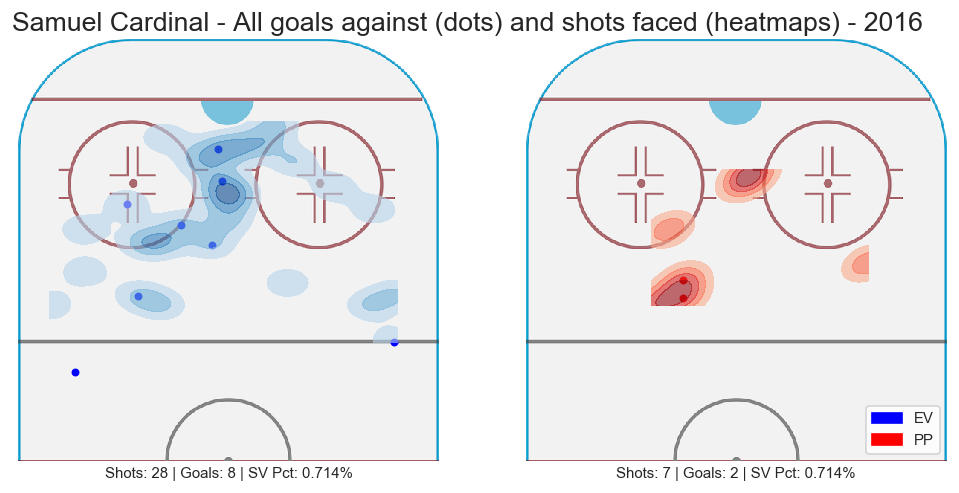 Samuel Cardinal - All goals against (dots) and shots faced (heatmaps) - 2016
EV
PP
Shots: 28 | Goals: 8 | SV Pct: 0.714%
Shots: 7 | Goals: 2 | SV Pct: 0.714%